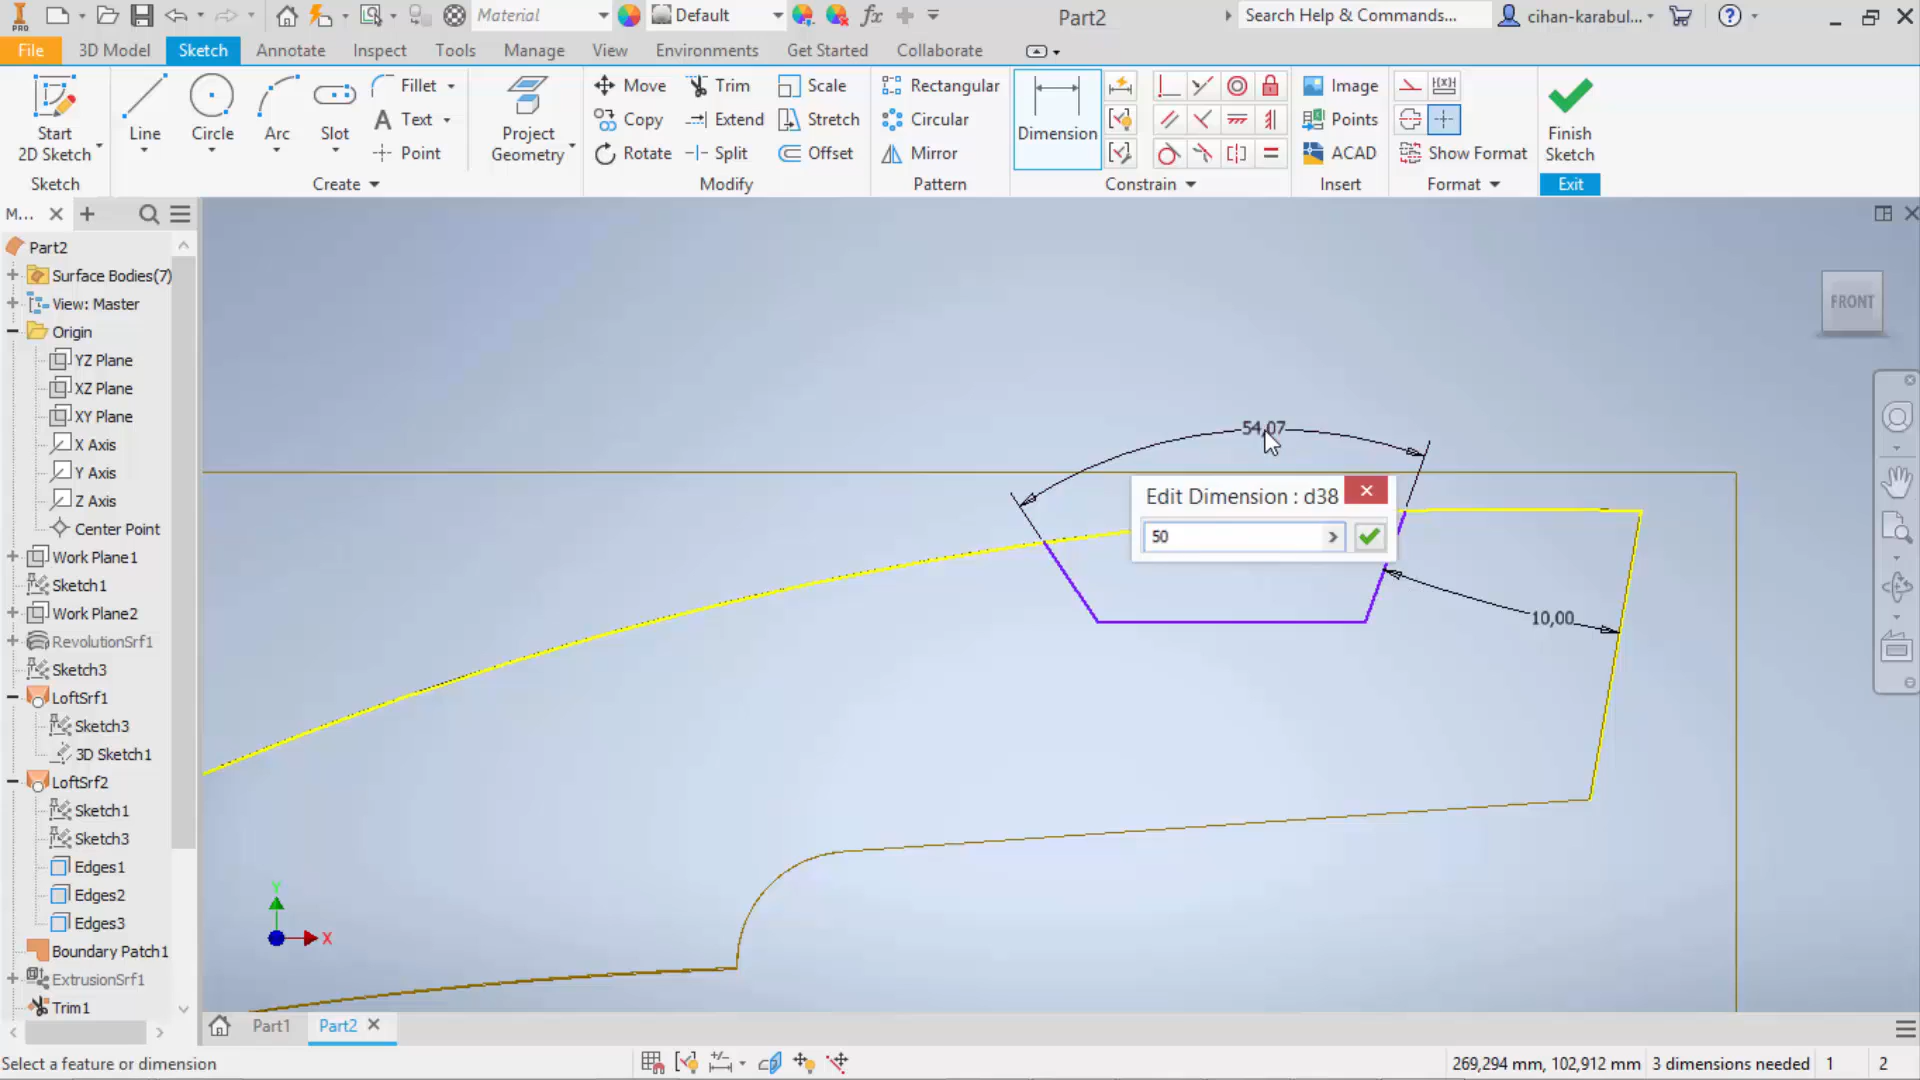 PRO
Material
Default
Part2
Search Help & Commands...
cihan-karabul...
File
3D Model
Sketch
Annotate
Inspect
Tools
Manage
View
Environments
Get Started
Collaborate
Start
2D Sketch
Line
Circle
Arc
Slot
Fillet
Text
Point
Project
Geometry
Move
Copy
Rotate
Trim
Extend
Split
Scale
Stretch
Offset
Rectangular
Circular
Mirror
Dimension
Image
Points
ACAD
Show Format
Finish
Sketch
Sketch
Create
Modify
Pattern
Constrain
Insert
Format
Exit
M...
Part2
Surface Bodies(7)
View: Master
Origin
YZ Plane
XZ Plane
XY Plane
X Axis
Y Axis
Z Axis
Center Point
Work Plane1
Sketch1
Work Plane2
RevolutionSrf1
Sketch3
LoftSrf1
Sketch3
3D Sketch1
LoftSrf2
Sketch1
Sketch3
Edges1
Edges2
Edges3
Boundary Patch1
ExtrusionSrf1
Trim1
FRONT
54,07
Edit Dimension : d38
50
10,00
Y
X
Part1
Part2
Select a feature or dimension
269,294 mm, 102,912 mm
3 dimensions needed
1
2